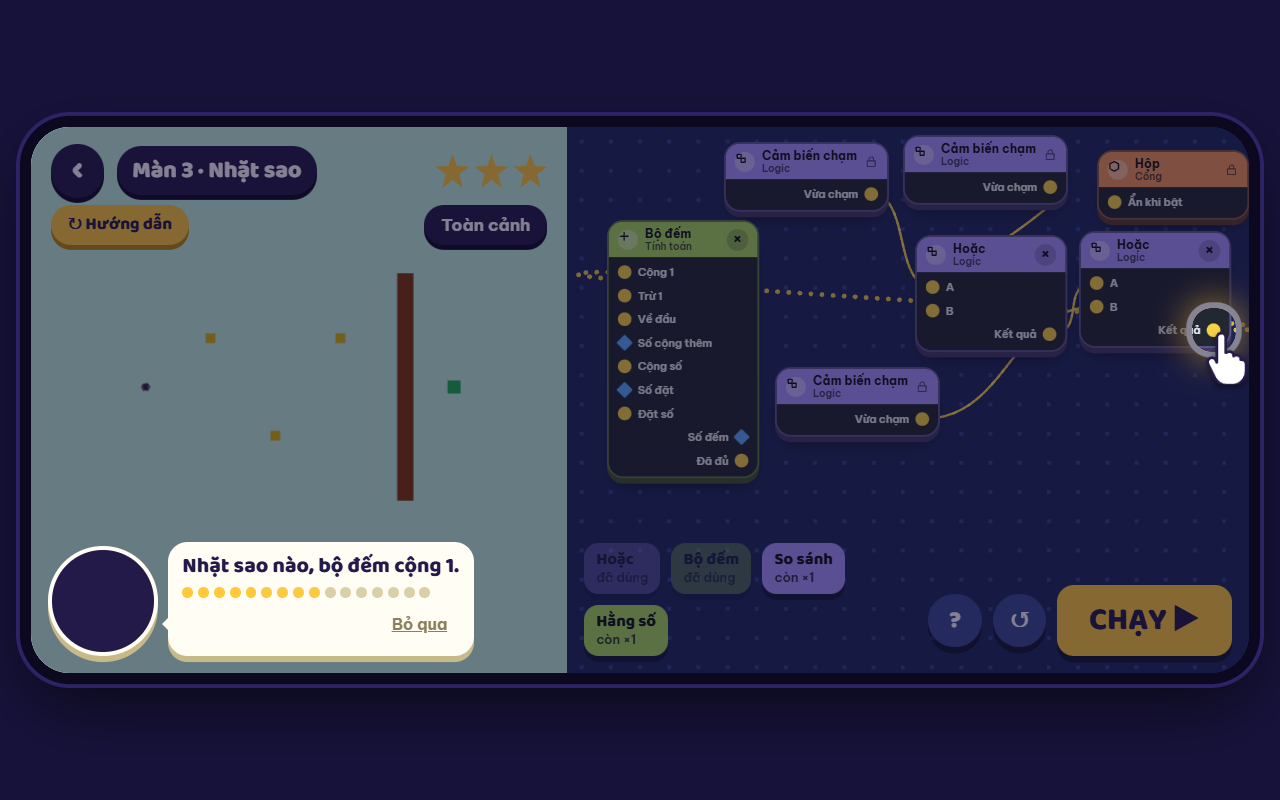 Màn 3 • Nhặt sao
↻ Hướng dẫn
Toàn cảnh
Nhặt sao nào, bộ đếm cộng 1.
Bỏ qua
Cảm biến chạm
Logic
Vừa chạm
Cảm biến chạm
Logic
Vừa chạm
Hộp
Cổng
Ẩn khi bật
Bộ đếm
Tính toán
Cộng 1
Trừ 1
Về đầu
Số cộng thêm
Cộng số
Số đặt
Đặt số
Số đếm
Đã đủ
Hoặc
Logic
A
B
Kết quả
Hoặc
Logic
A
B
Kết quả
Cảm biến chạm
Logic
Vừa chạm
Hoặc
đã dùng
Bộ đếm
đã dùng
So sánh
còn ×1
Hằng số
còn ×1
?
CHẠY